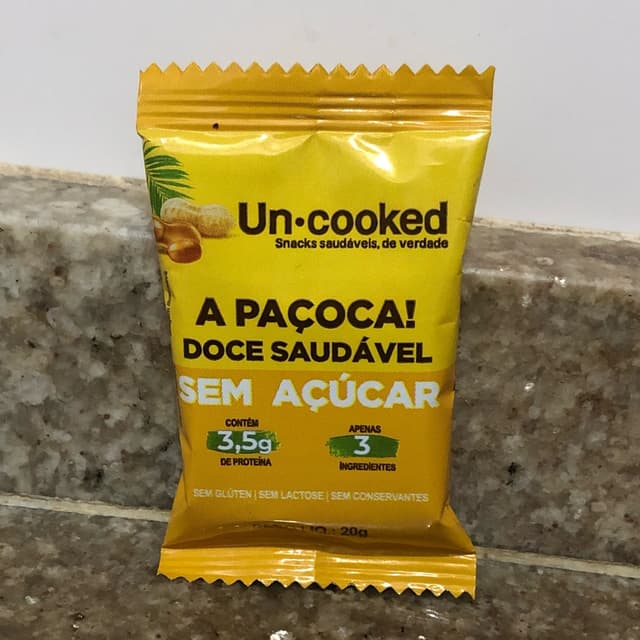 Un·cooked
Snacks saudáveis, de verdade
A PAÇOCA!
DOCE SAUDÁVEL
SEM AÇÚCAR
CONTÉM
3,5g
DE PROTEÍNA
APENAS
3
INGREDIENTES
SEM GLÚTEN | SEM LACTOSE | SEM CONSERVANTES
20g